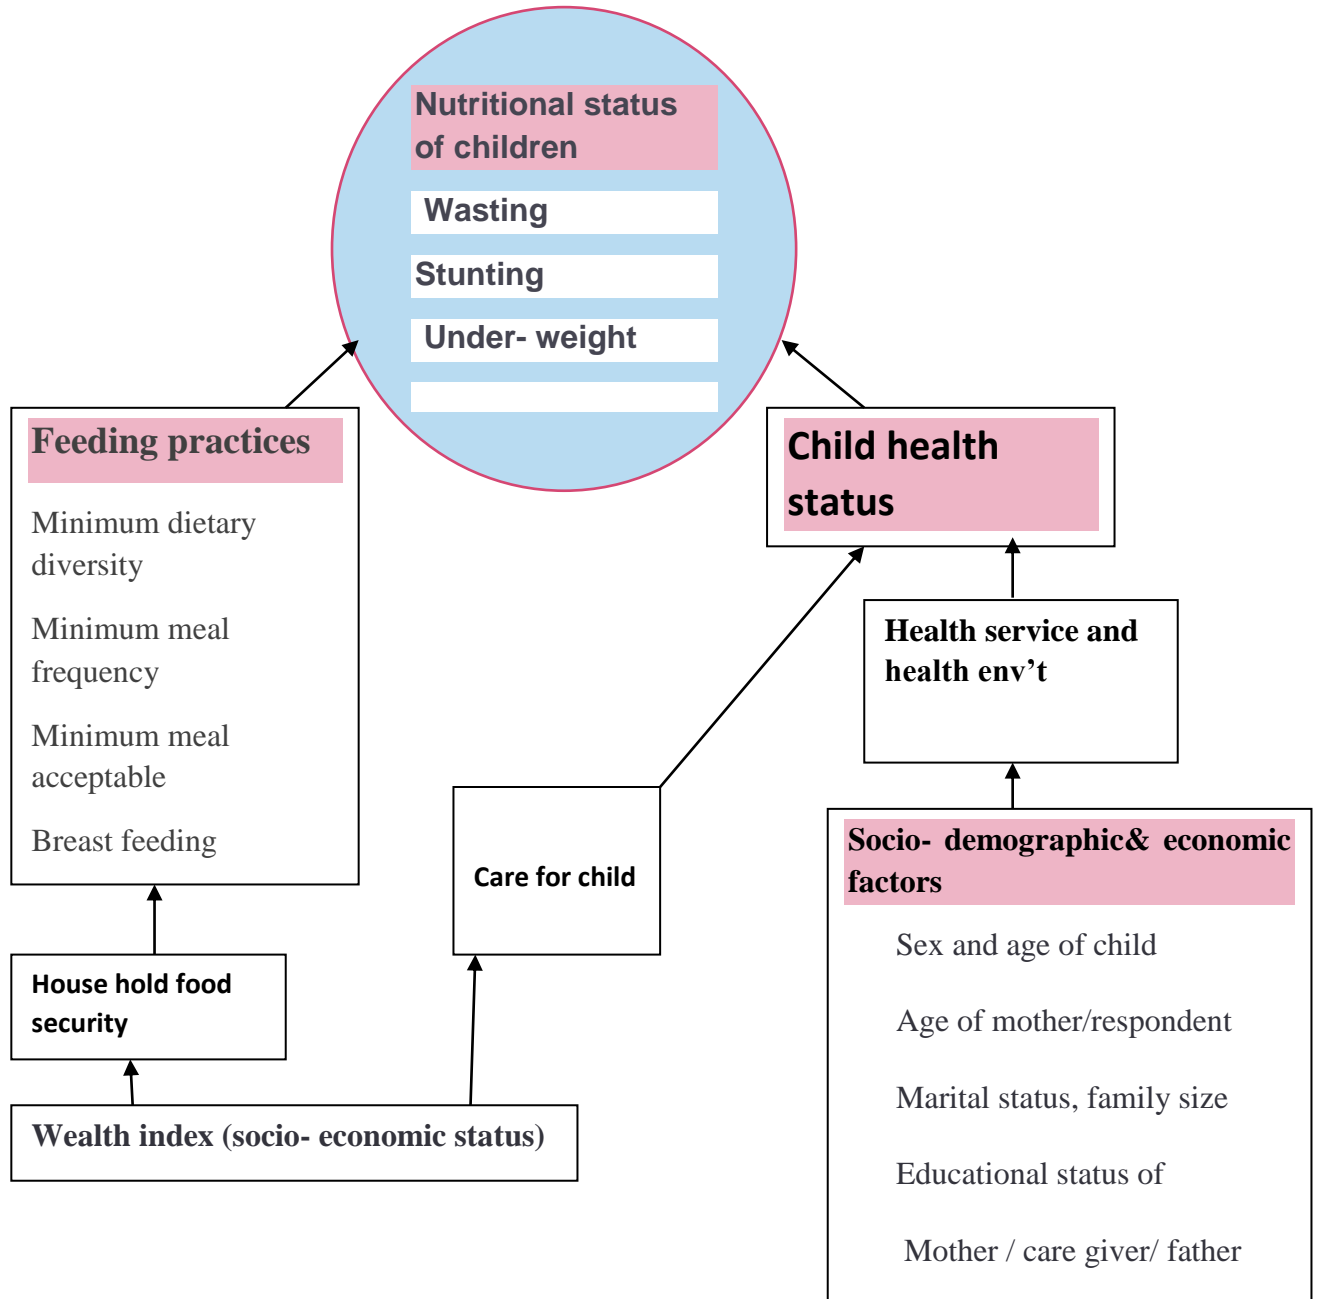 Nutritional status
of children
Wasting
Stunting
Under- weight
Feeding practices
Minimum dietary
diversity
Minimum meal
frequency
Minimum meal
acceptable
Breast feeding
Child health
status
Health service and
health env’t
Care for child
House hold food
security
Wealth index (socio- economic status)
Socio- demographic& economic
factors
Sex and age of child
Age of mother/respondent
Marital status, family size
Educational status of
Mother / care giver/ father